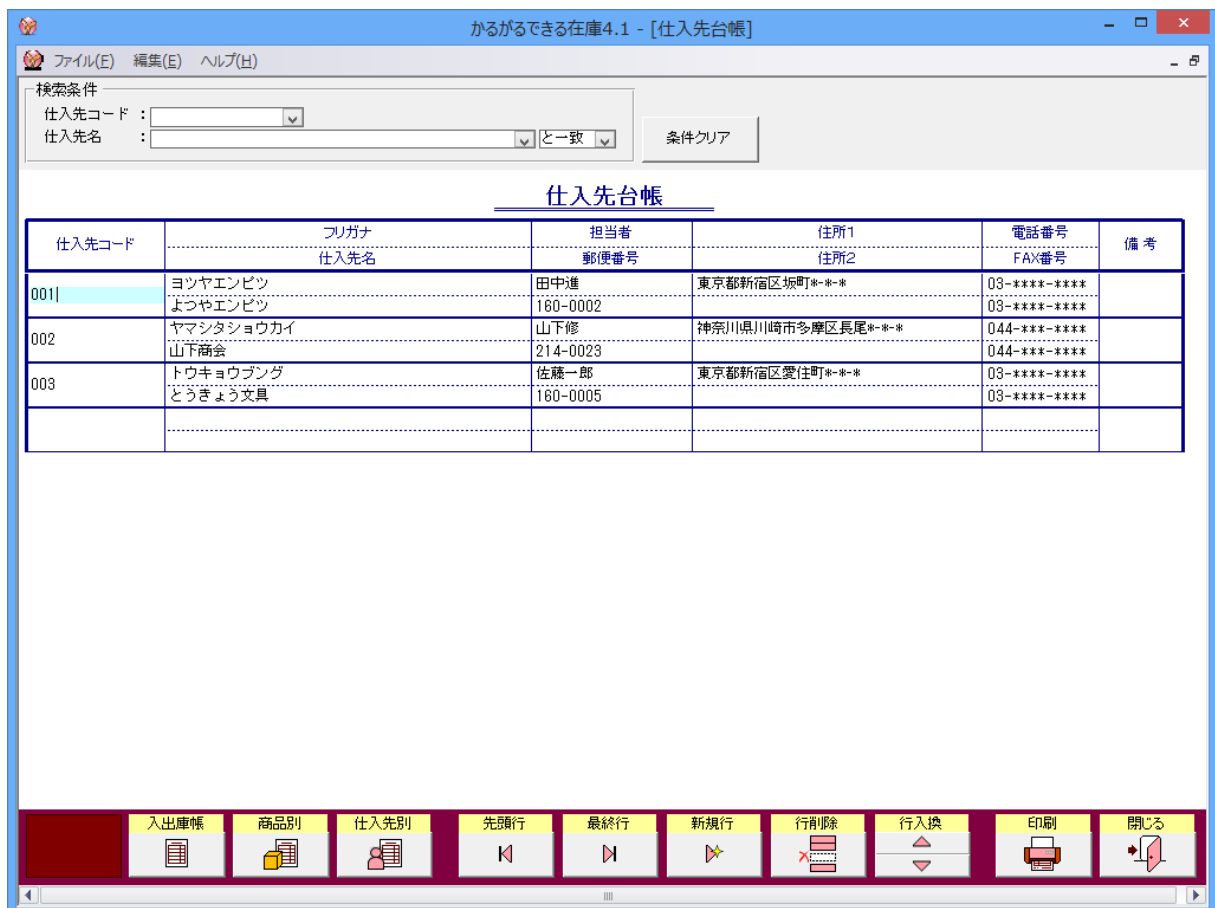 かるがるできる在庫4.1 - [仕入先台帳]
ファイル(F) 編集(E) ヘルプ(H)
検索条件
仕入先コード :
仕入先名 : と一致
条件クリア
仕入先台帳
仕入先コード フリガナ 担当者 住所1 電話番号 備考
仕入先名 郵便番号 住所2 FAX番号
001 ヨツヤエンピツ 田中進 東京都新宿区坂町*-*-* 03-****-****
よつやエンピツ 160-0002 03-****-****
002 ヤマシタショウカイ 山下修 神奈川県川崎市多摩区長尾*-*-* 044-***-****
山下商会 214-0023 044-***-****
003 トウキョウブング 佐藤一郎 東京都新宿区愛住町*-*-* 03-****-****
とうきょう文具 160-0005 03-****-****
入出庫帳 商品別 仕入先別 先頭行 最終行 新規行 行削除 行入換 印刷 閉じる